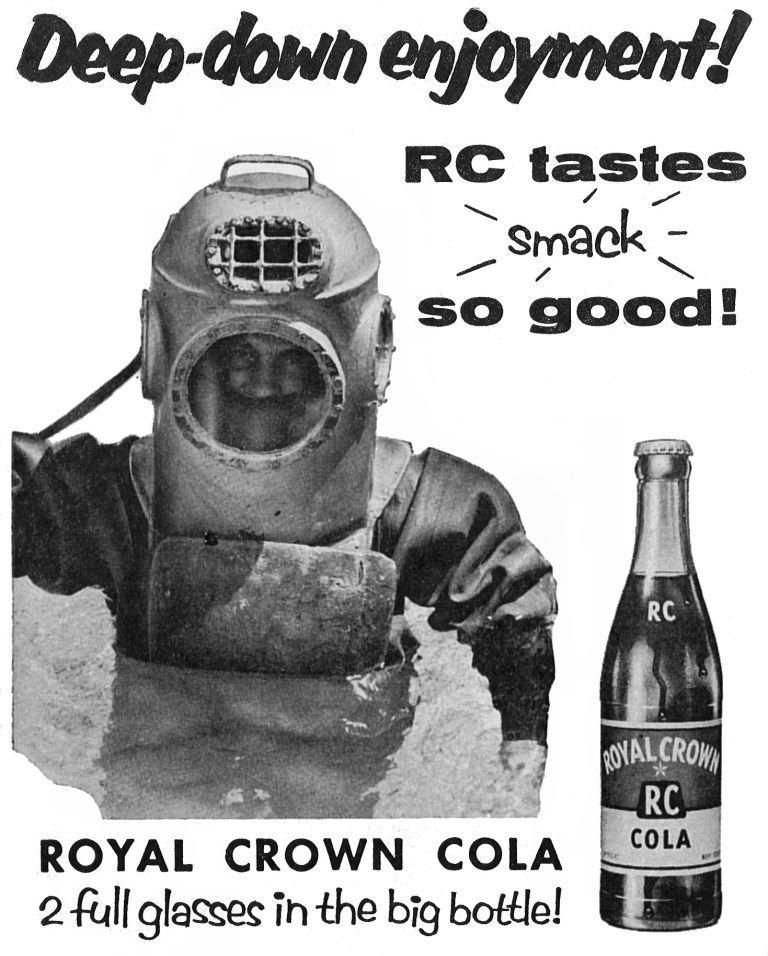 Deep-down enjoyment!
RC tastes
smack
so good!
RC
ROYAL CROWN
RC
COLA
ROYAL CROWN COLA
2 full glasses in the big bottle!